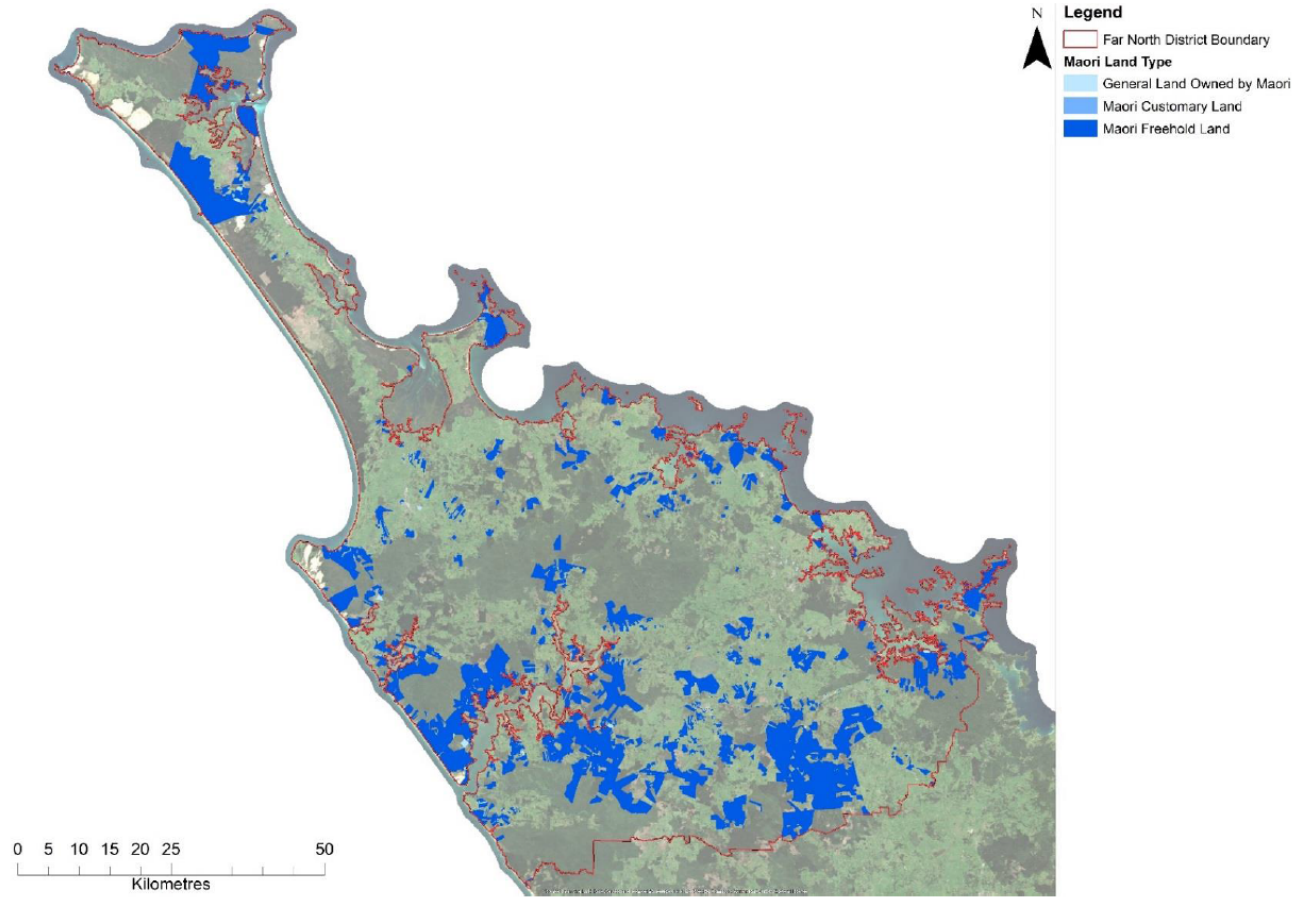 N
Legend
Far North District Boundary
Maori Land Type
General Land Owned by Maori
Maori Customary Land
Maori Freehold Land
0 5 10 15 20 25 50
Kilometres